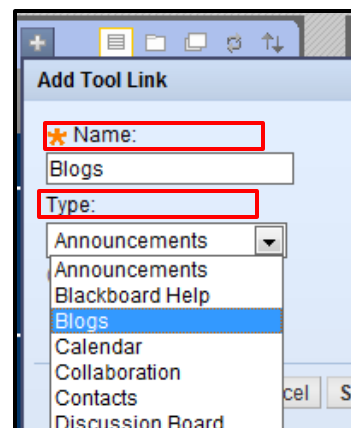 Add Tool Link
Name:
Blogs
Type:
Announcements
Announcements
Blackboard Help
Blogs
Calendar
Collaboration
Contacts
Discussion Board